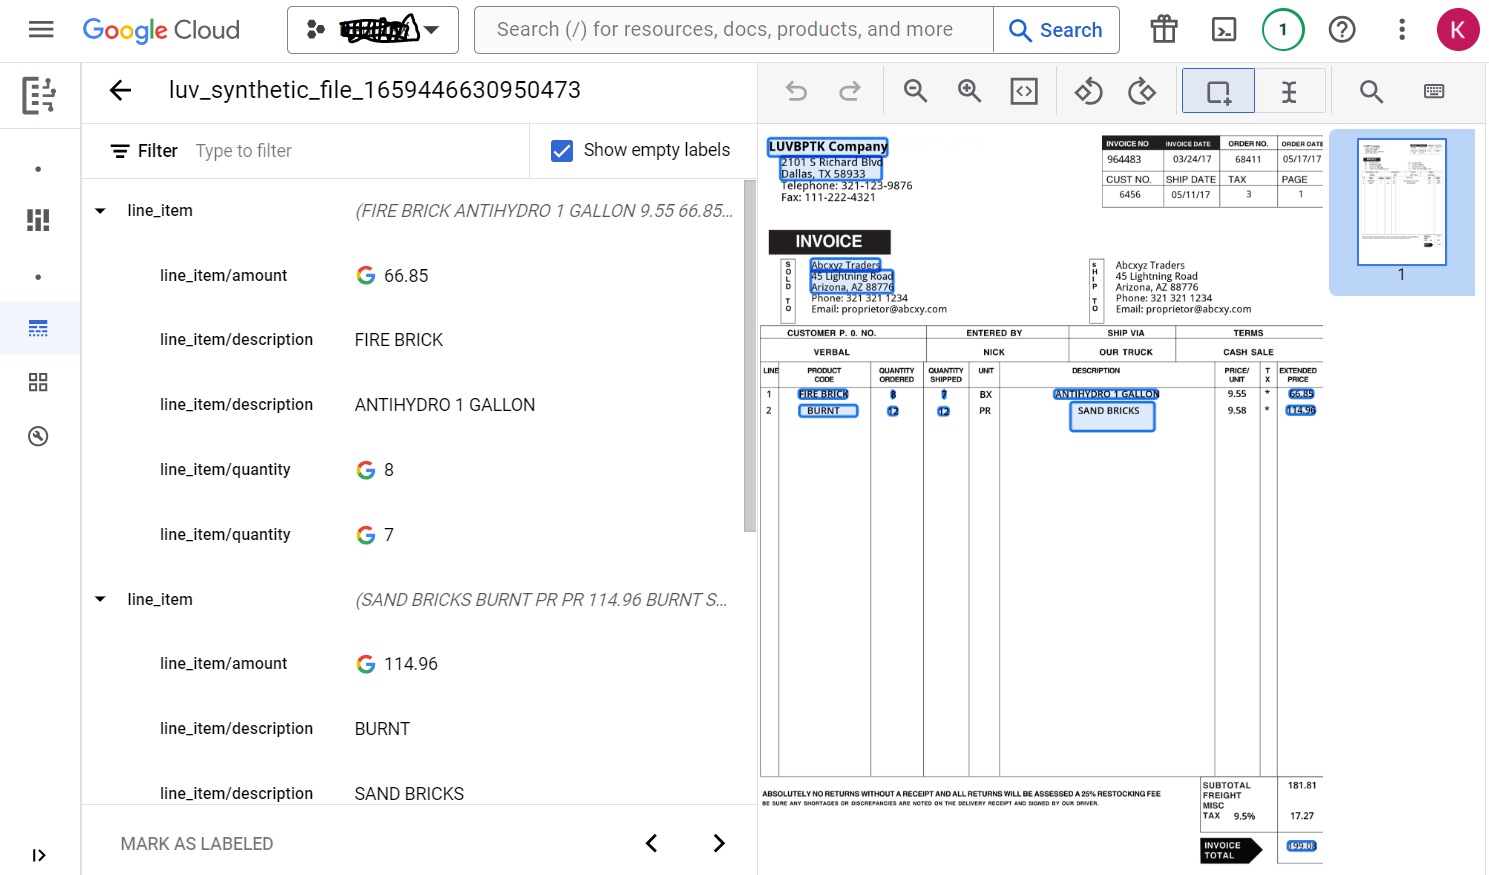 Google Cloud
Search (/) for resources, docs, products, and more
Search
1
K
luv_synthetic_file_1659446630950473
Filter
Type to filter
Show empty labels
line_item (FIRE BRICK ANTIHYDRO 1 GALLON 9.55 66.85...
line_item/amount G 66.85
line_item/description FIRE BRICK
line_item/description ANTIHYDRO 1 GALLON
line_item/quantity G 8
line_item/quantity G 7
line_item (SAND BRICKS BURNT PR PR 114.96 BURNT S...
line_item/amount G 114.96
line_item/description BURNT
line_item/description SAND BRICKS
MARK AS LABELED
LUVBPTK Company
2101 S Richard Blvd
Dallas, TX 58933
Telephone: 321-123-9876
Fax: 111-222-4321
INVOICE NO INVOICE DATE ORDER NO. ORDER DATE
964483 03/24/17 68411 05/17/17
CUST NO. SHIP DATE TAX PAGE
6456 05/11/17 3 1
INVOICE
SOLD TO
Abcxyz Traders
45 Lightning Road
Arizona, AZ 88776
Phone: 321 321 1234
Email: proprietor@abcxy.com
SHIP TO
Abcxyz Traders
45 Lightning Road
Arizona, AZ 88776
Phone: 321 321 1234
Email: proprietor@abcxy.com
CUSTOMER P. O. NO. ENTERED BY SHIP VIA TERMS
VERBAL NICK OUR TRUCK CASH SALE
LINE PRODUCT CODE QUANTITY ORDERED QUANTITY SHIPPED UNIT DESCRIPTION PRICE/ UNIT T X EXTENDED PRICE
1 FIRE BRICK 8 7 BX ANTIHYDRO 1 GALLON 9.55 * 66.85
2 BURNT 12 12 PR SAND BRICKS 9.58 * 114.96
ABSOLUTELY NO RETURNS WITHOUT A RECEIPT AND ALL RETURNS WILL BE ASSESSED A 25% RESTOCKING FEE
BE SURE ANY SHORTAGES OR DISCREPANCIES ARE NOTED ON THE DELIVERY RECEIPT AND SIGNED BY OUR DRIVER.
SUBTOTAL 181.81
FREIGHT
MISC
TAX 9.5% 17.27
INVOICE TOTAL 199.08
1